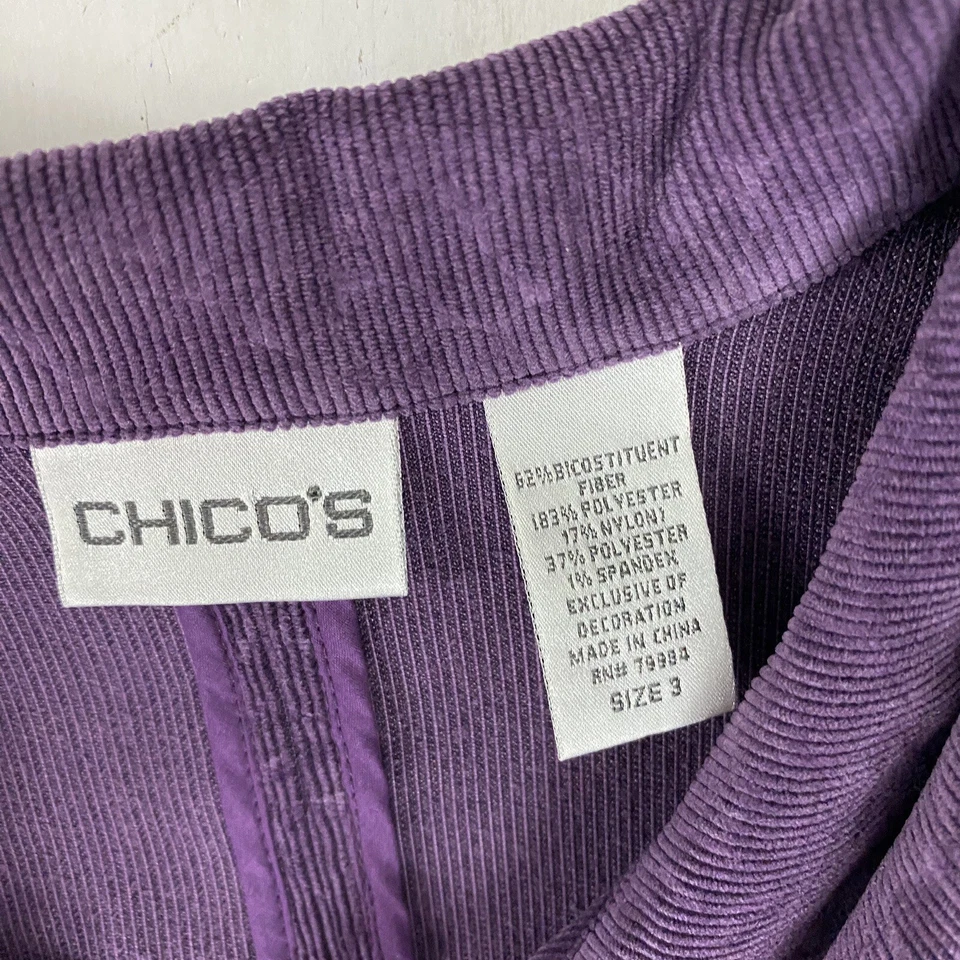 CHICO'S
62% BICOSTITUENT
FIBER
(83% POLYESTER
17% NYLON)
37% POLYESTER
1% SPANDEX
EXCLUSIVE OF
DECORATION
MADE IN CHINA
RN# 79984
SIZE 3